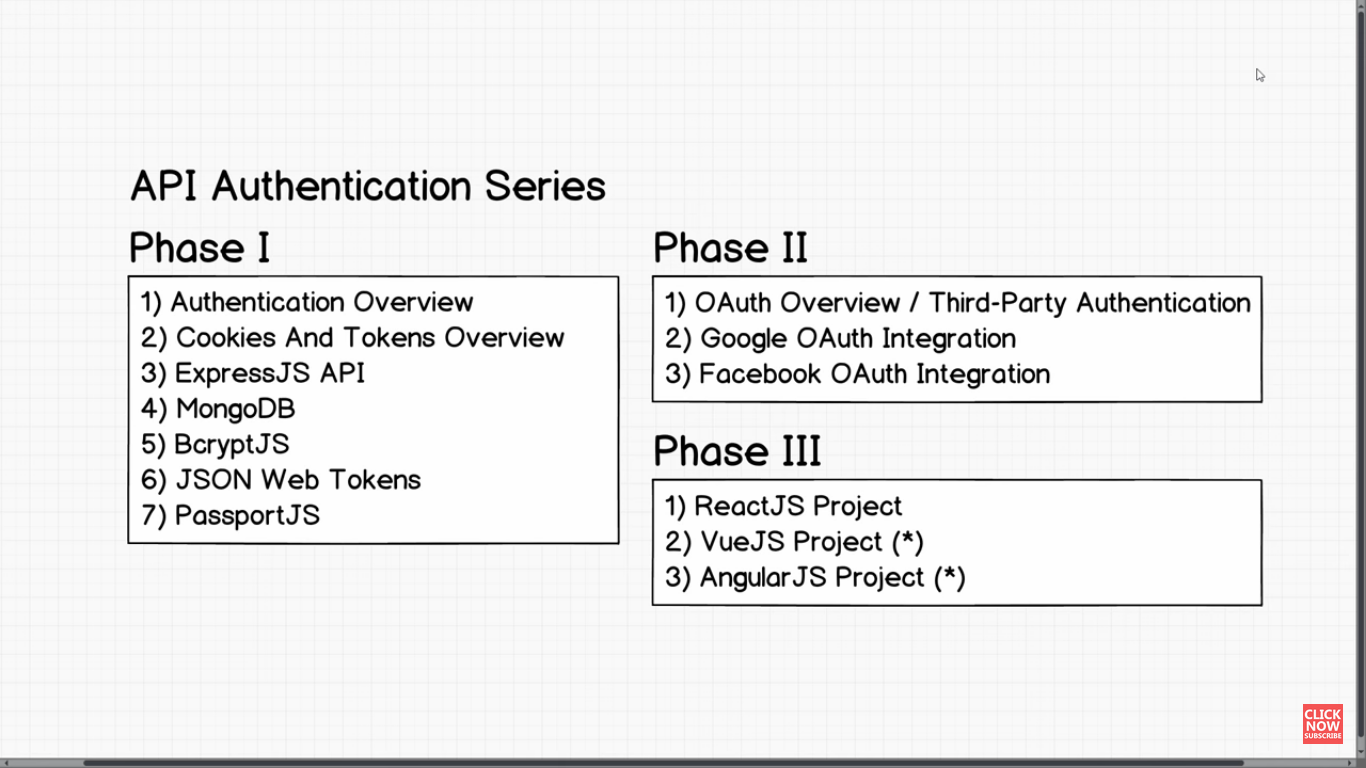 API Authentication Series
Phase I
1) Authentication Overview
2) Cookies And Tokens Overview
3) ExpressJS API
4) MongoDB
5) BcryptJS
6) JSON Web Tokens
7) PassportJS
Phase II
1) OAuth Overview / Third-Party Authentication
2) Google OAuth Integration
3) Facebook OAuth Integration
Phase III
1) ReactJS Project
2) VueJS Project (*)
3) AngularJS Project (*)
CLICK
NOW
SUBSCRIBE